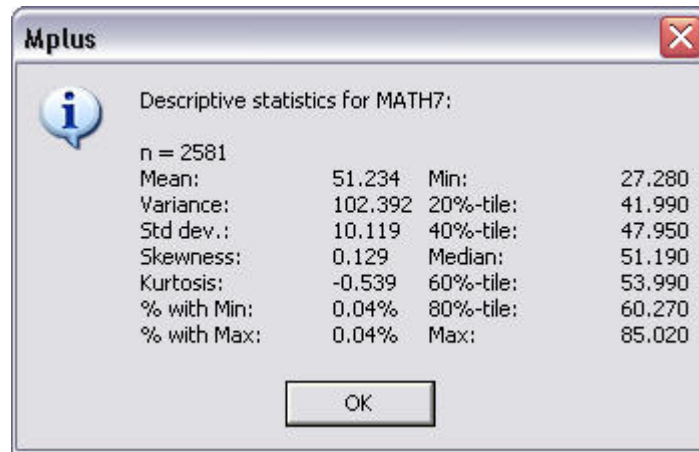 Mplus
Descriptive statistics for MATH7:
n = 2581
Mean: 51.234 Min: 27.280
Variance: 102.392 20%-tile: 41.990
Std dev.: 10.119 40%-tile: 47.950
Skewness: 0.129 Median: 51.190
Kurtosis: -0.539 60%-tile: 53.990
% with Min: 0.04% 80%-tile: 60.270
% with Max: 0.04% Max: 85.020
OK